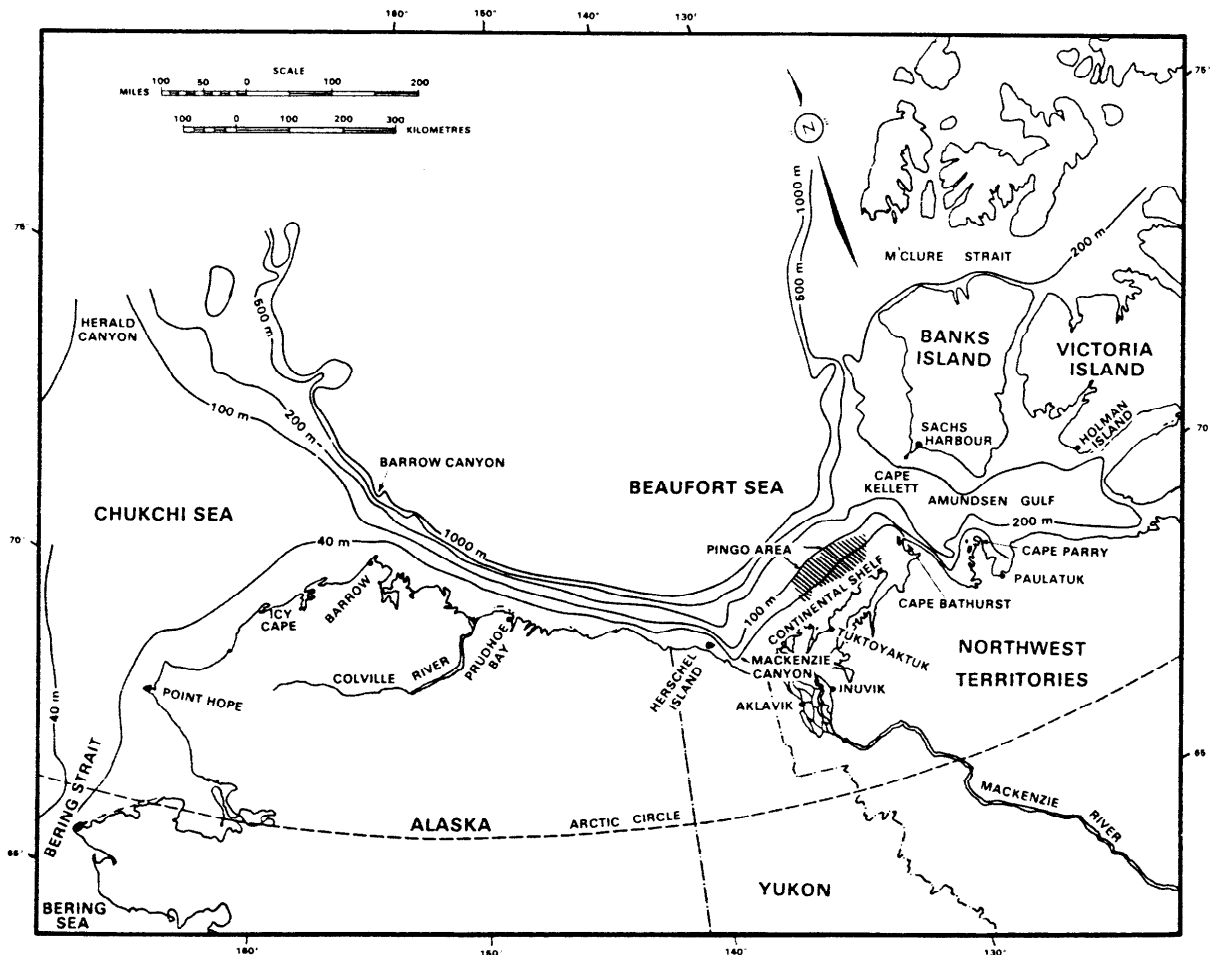 180° 150° 130°
SCALE
100 50 0 100 200
MILES
100 0 100 200 300
KILOMETRES
75°
N
1000 m
500 m
M'CLURE STRAIT
200 m
75°
500 m
HERALD
CANYON
BANKS
ISLAND
VICTORIA
ISLAND
100 m
200 m
HOLMAN
ISLAND
70°
SACHS
HARBOUR
BARROW CANYON
CAPE
KELLETT
BEAUFORT SEA
AMUNDSEN GULF
CHUKCHI SEA
1000 m
200 m
70°
40 m
PINGO AREA
CAPE PARRY
PAULATUK
CONTINENTAL SHELF
100 m
CAPE BATHURST
ICY
CAPE
BARROW
PRUDHOE
BAY
COLVILLE RIVER
TUKTOYAKTUK
NORTHWEST
TERRITORIES
MACKENZIE
CANYON
HERSCHEL
ISLAND
INUVIK
AKLAVIK
POINT HOPE
40 m
65°
BERING STRAIT
MACKENZIE
RIVER
ALASKA
ARCTIC CIRCLE
YUKON
BERING
SEA
160° 150° 140° 130°